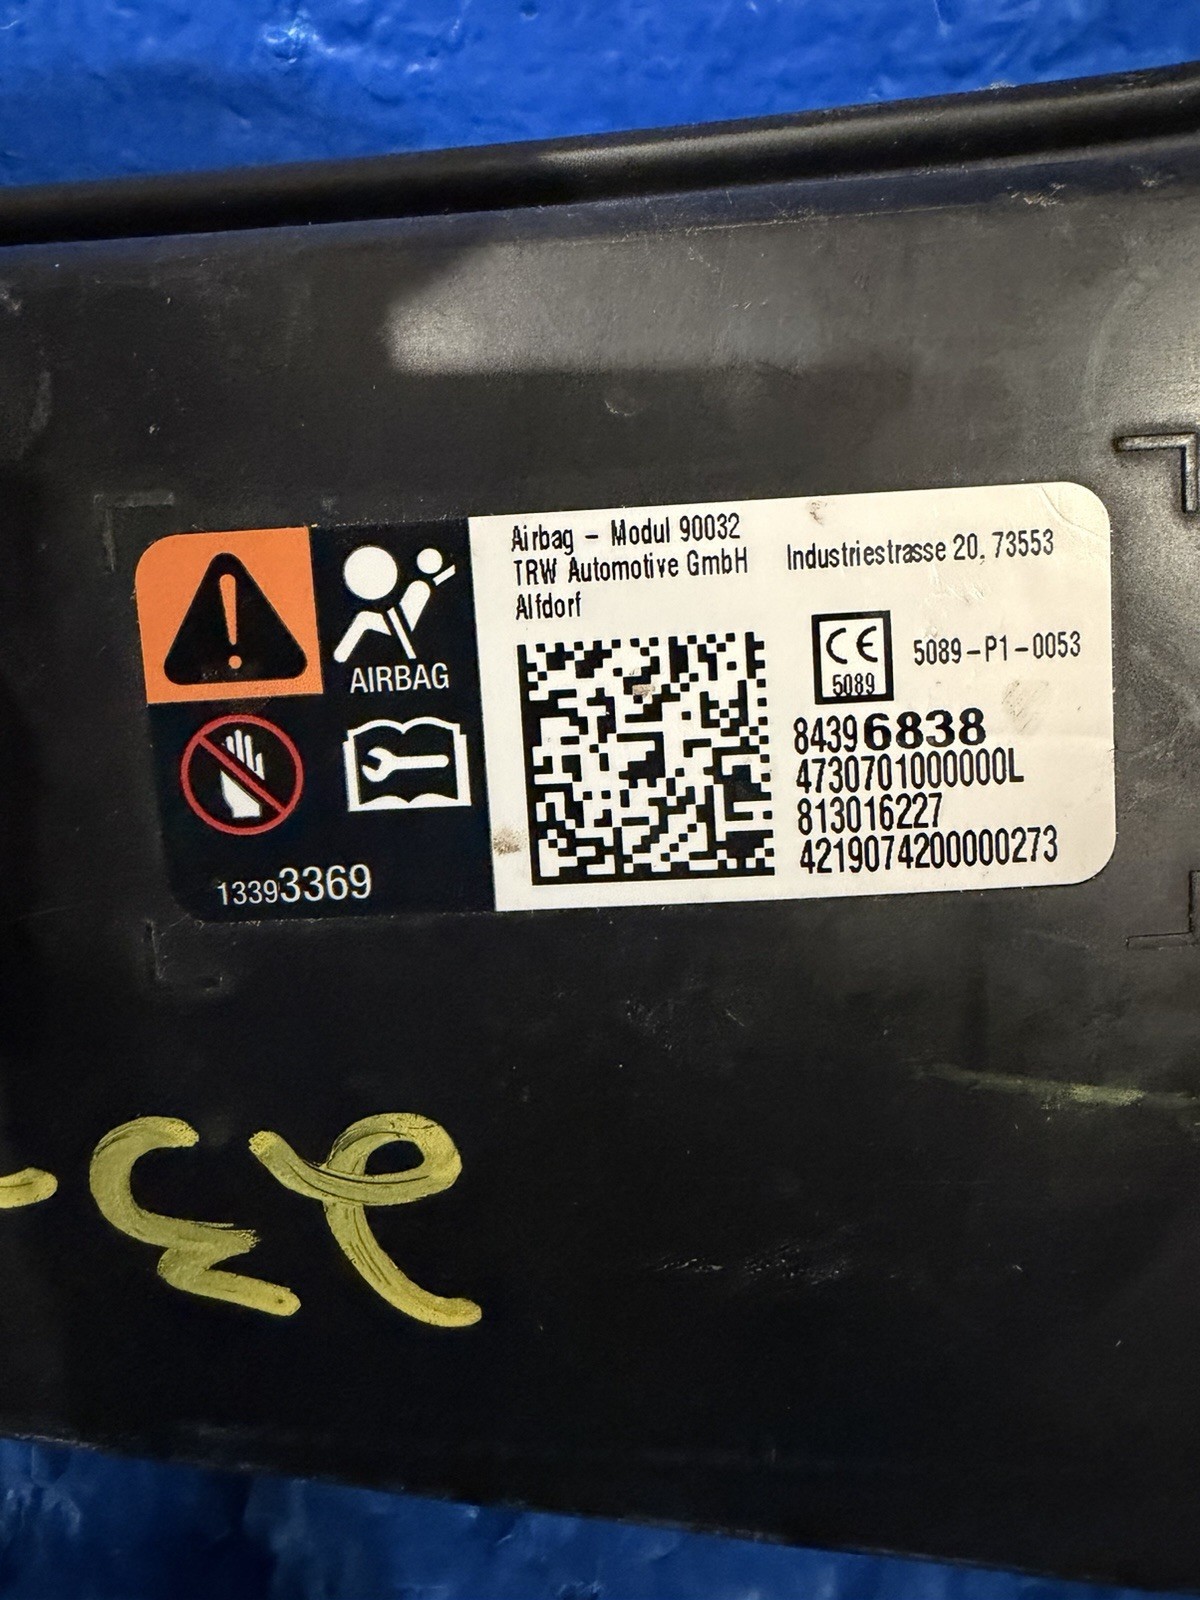 Airbag - Modul 90032
TRW Automotive GmbH Industriestrasse 20, 73553
Alfdorf
AIRBAG
CE 5089-P1-0053
5089
84396838
4730701000000L
813016227
4219074200000273
13393369